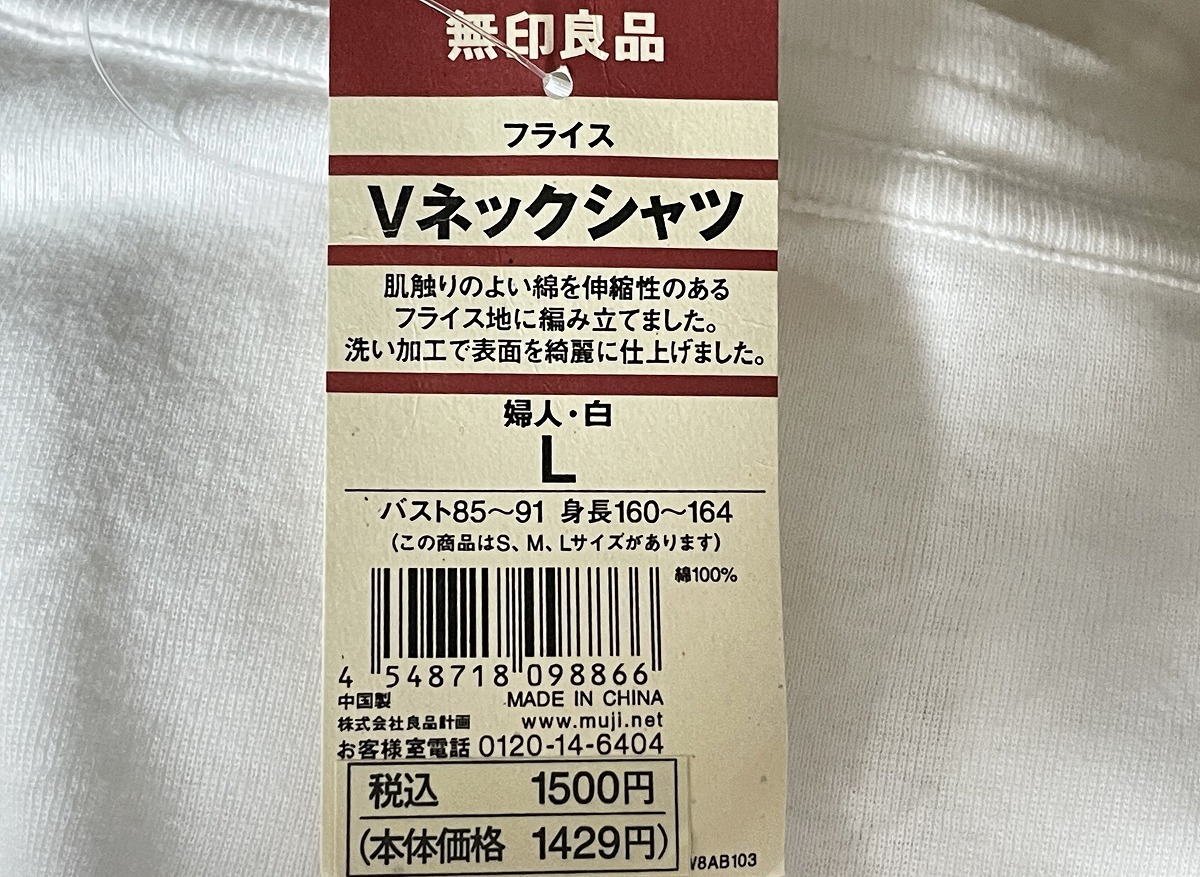 無印良品
フライス
Vネックシャツ
肌触りのよい綿を伸縮性のある
フライス地に編み立てました。
洗い加工で表面を綺麗に仕上げました。
婦人・白
L
バスト85〜91 身長160〜164
(この商品はS、M、Lサイズがあります)
綿100%
4 548718 098866
中国製 MADE IN CHINA
株式会社良品計画 www.muji.net
お客様室電話 0120-14-6404
税込 1500円
(本体価格 1429円)
8AB103